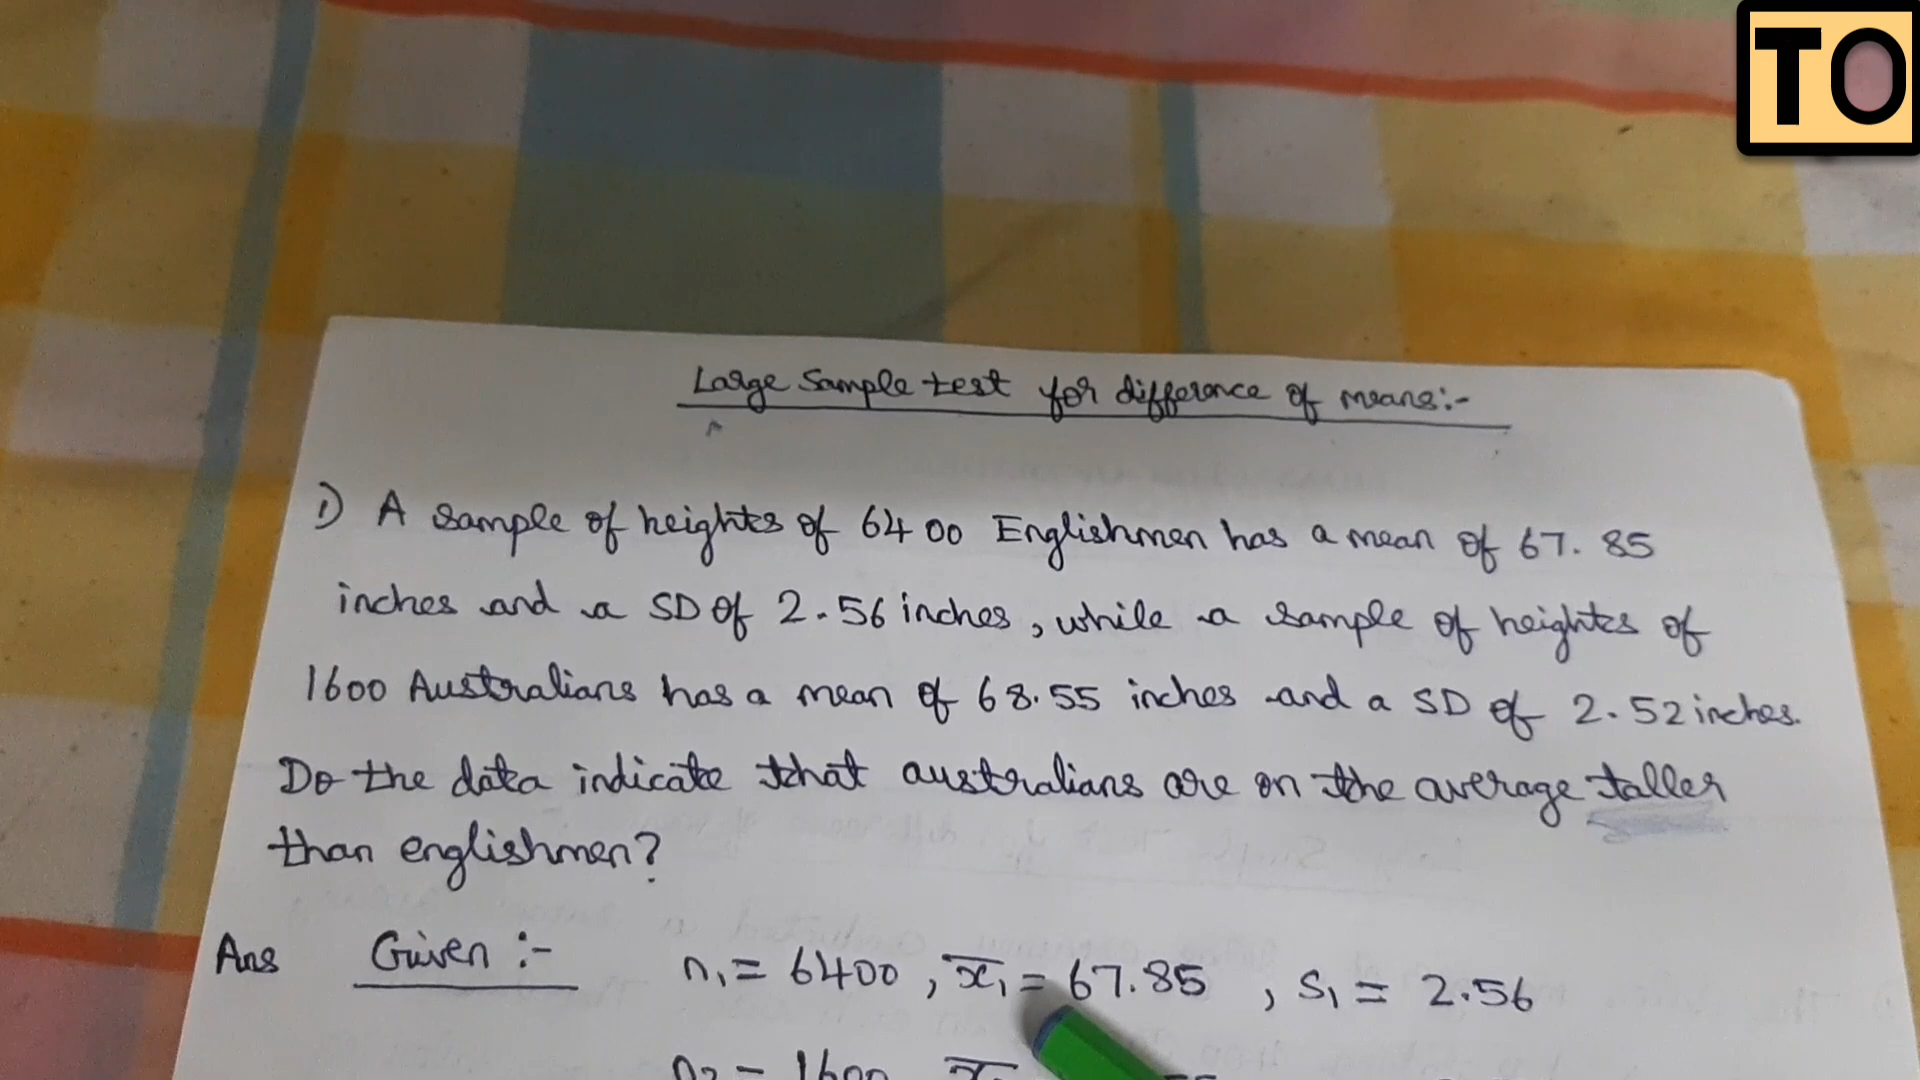 TO
Large Sample test for difference of means:-
1) A sample of heights of 6400 Englishmen has a mean of 67.85
inches and a SD of 2.56 inches, while a sample of heights of
1600 Australians has a mean of 68.55 inches and a SD of 2.52 inches.
Do the data indicate that australians are on the average taller
than englishmen?
Ans Given :- n₁ = 6400, x̄₁ = 67.85, S₁ = 2.56
n₂ = 1600